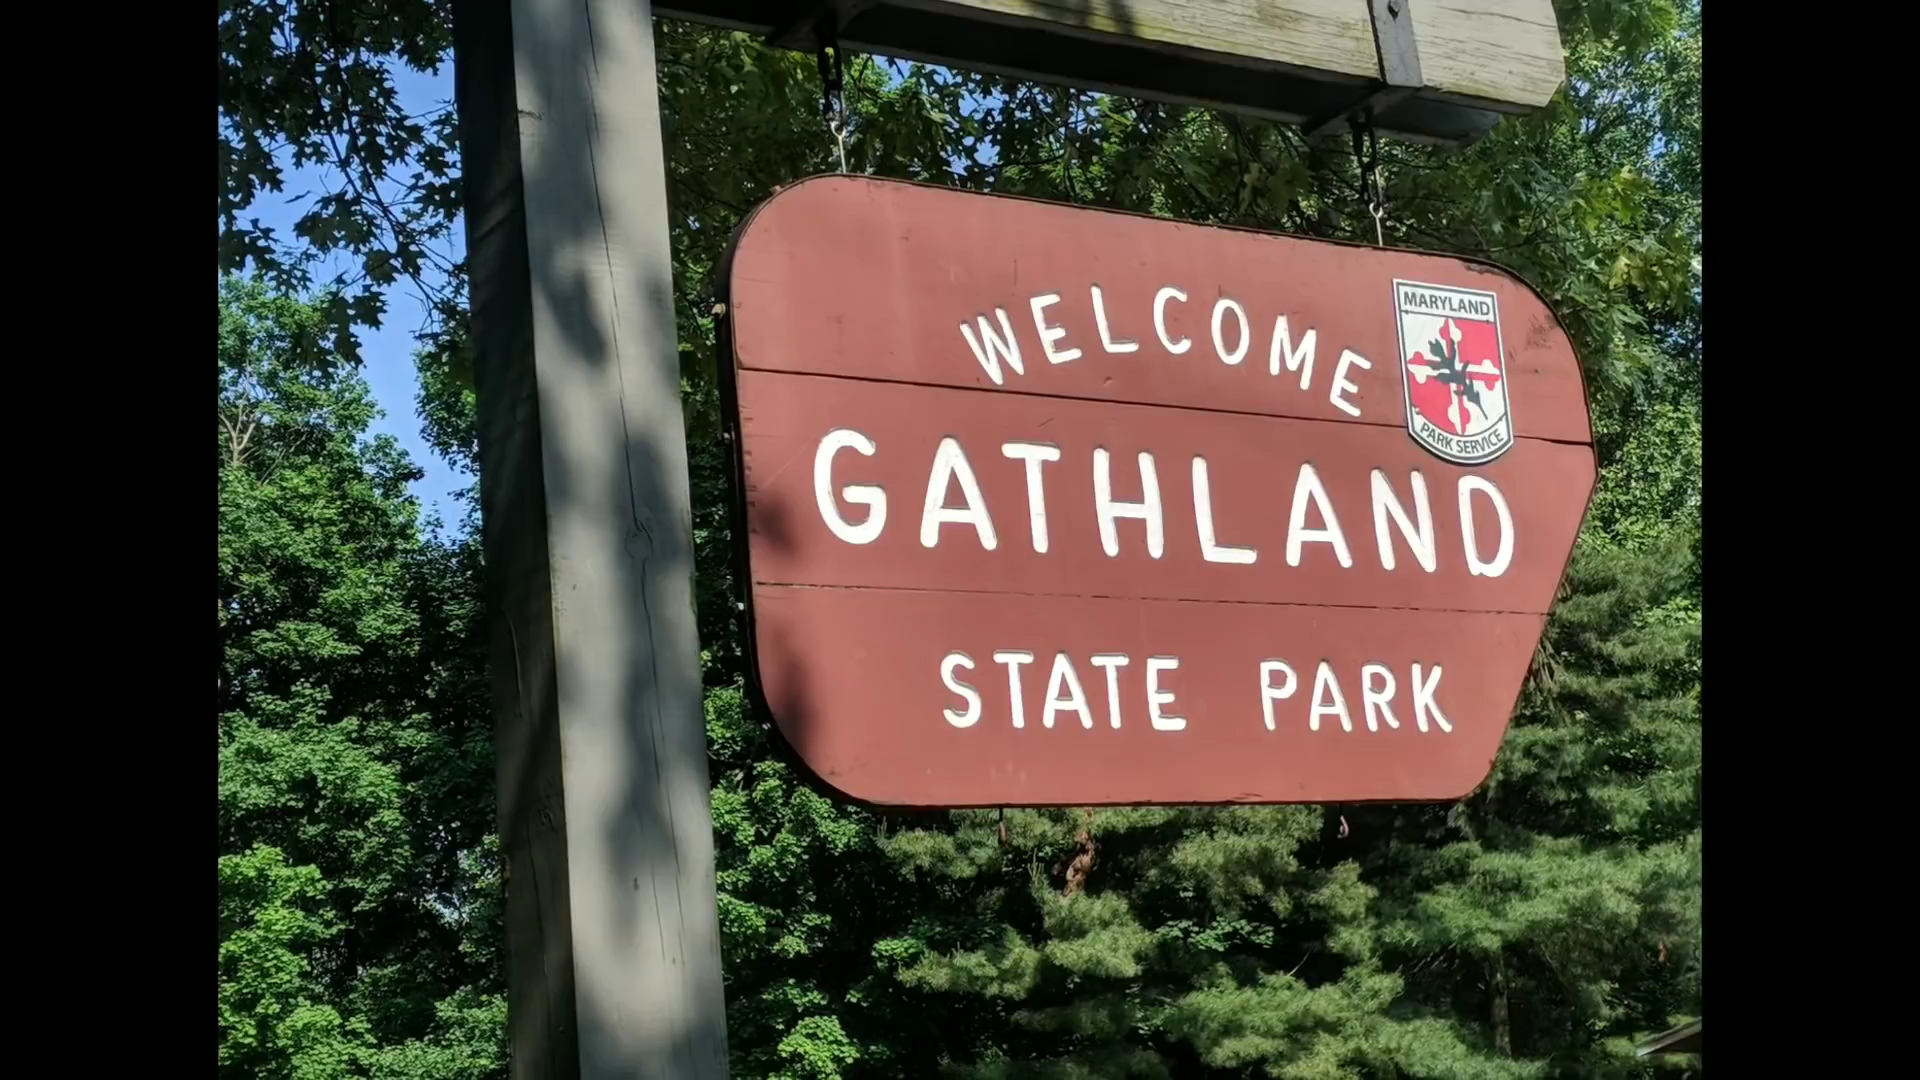 WELCOME
MARYLAND
PARK SERVICE
GATHLAND
STATE PARK